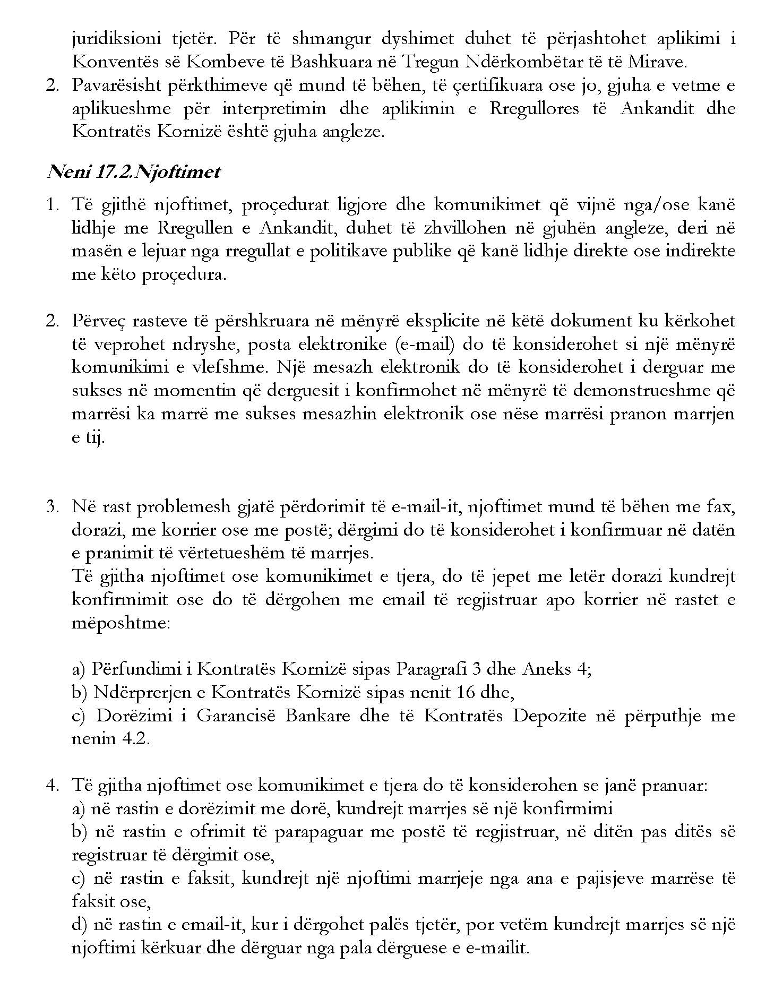 juridiksioni tjetër. Për të shmangur dyshimet duhet të përjashtohet aplikimi i
Konventës së Kombeve të Bashkuara në Tregun Ndërkombëtar të të Mirave.
2. Pavarësisht përkthimeve që mund të bëhen, të çertifikuara ose jo, gjuha e vetme e
aplikueshme për interpretimin dhe aplikimin e Rregullores të Ankandit dhe
Kontratës Kornizë është gjuha angleze.
Neni 17.2.Njoftimet
1. Të gjithë njoftimet, proçedurat ligjore dhe komunikimet që vijnë nga/ose kanë
lidhje me Rregullen e Ankandit, duhet të zhvillohen në gjuhën angleze, deri në
masën e lejuar nga rregullat e politikave publike që kanë lidhje direkte ose indirekte
me këto proçedura.
2. Përveç rasteve të përshkruara në mënyrë eksplicite në këtë dokument ku kërkohet
të veprohet ndryshe, posta elektronike (e-mail) do të konsiderohet si një mënyrë
komunikimi e vlefshme. Një mesazh elektronik do të konsiderohet i derguar me
sukses në momentin që derguesit i konfirmohet në mënyrë të demonstrueshme që
marrësi ka marrë me sukses mesazhin elektronik ose nëse marrësi pranon marrjen
e tij.
3. Në rast problemesh gjatë përdorimit të e-mail-it, njoftimet mund të bëhen me fax,
dorazi, me korrier ose me postë; dërgimi do të konsiderohet i konfirmuar në datën
e pranimit të vërtetueshëm të marrjes.
Të gjitha njoftimet ose komunikimet e tjera, do të jepet me letër dorazi kundrejt
konfirmimit ose do të dërgohen me email të regjistruar apo korrier në rastet e
mëposhtme:
a) Përfundimi i Kontratës Kornizë sipas Paragrafi 3 dhe Aneks 4;
b) Ndërprerjen e Kontratës Kornizë sipas nenit 16 dhe,
c) Dorëzimi i Garancisë Bankare dhe të Kontratës Depozite në përputhje me
nenin 4.2.
4. Të gjitha njoftimet ose komunikimet e tjera do të konsiderohen se janë pranuar:
a) në rastin e dorëzimit me dorë, kundrejt marrjes së një konfirmimi
b) në rastin e ofrimit të parapaguar me postë të regjistruar, në ditën pas ditës së
registruar të dërgimit ose,
c) në rastin e faksit, kundrejt një njoftimi marrjeje nga ana e pajisjeve marrëse të
faksit ose,
d) në rastin e email-it, kur i dërgohet palës tjetër, por vetëm kundrejt marrjes së një
njoftimi kërkuar dhe dërguar nga pala dërguese e e-mailit.